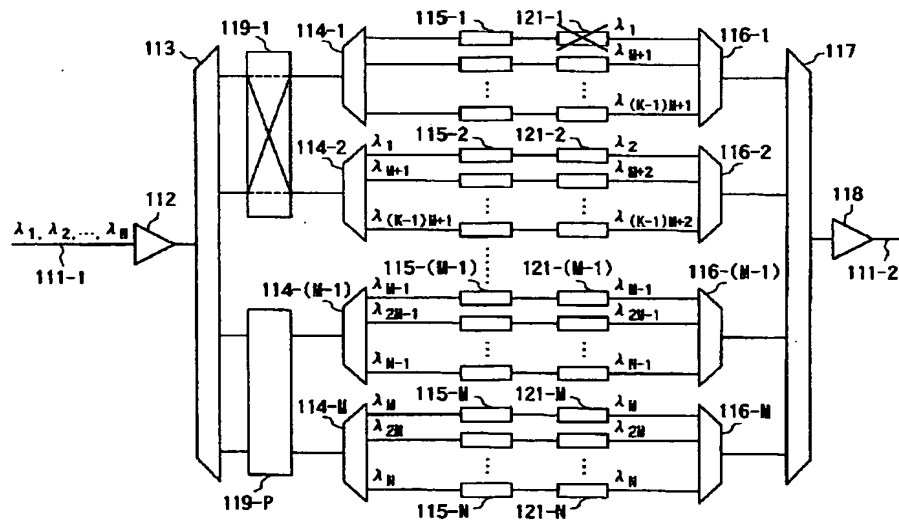 113
119-1
114-1
115-1
121-1
λ1
116-1
117
λM+1
λ(K-1)M+1
114-2
λ1
115-2
121-2
λ2
116-2
λM+1
λM+2
112
118
λ(K-1)M+1
λ(K-1)M+2
λ1, λ2, ..., λN
111-1
111-2
115-(M-1)
121-(M-1)
116-(M-1)
114-(M-1)
λM-1
λM-1
λ2M-1
λ2M-1
λN-1
λN-1
114-M
115-M
121-M
116-M
λM
λM
λ2M
λ2M
λN
λN
119-P
115-N
121-N